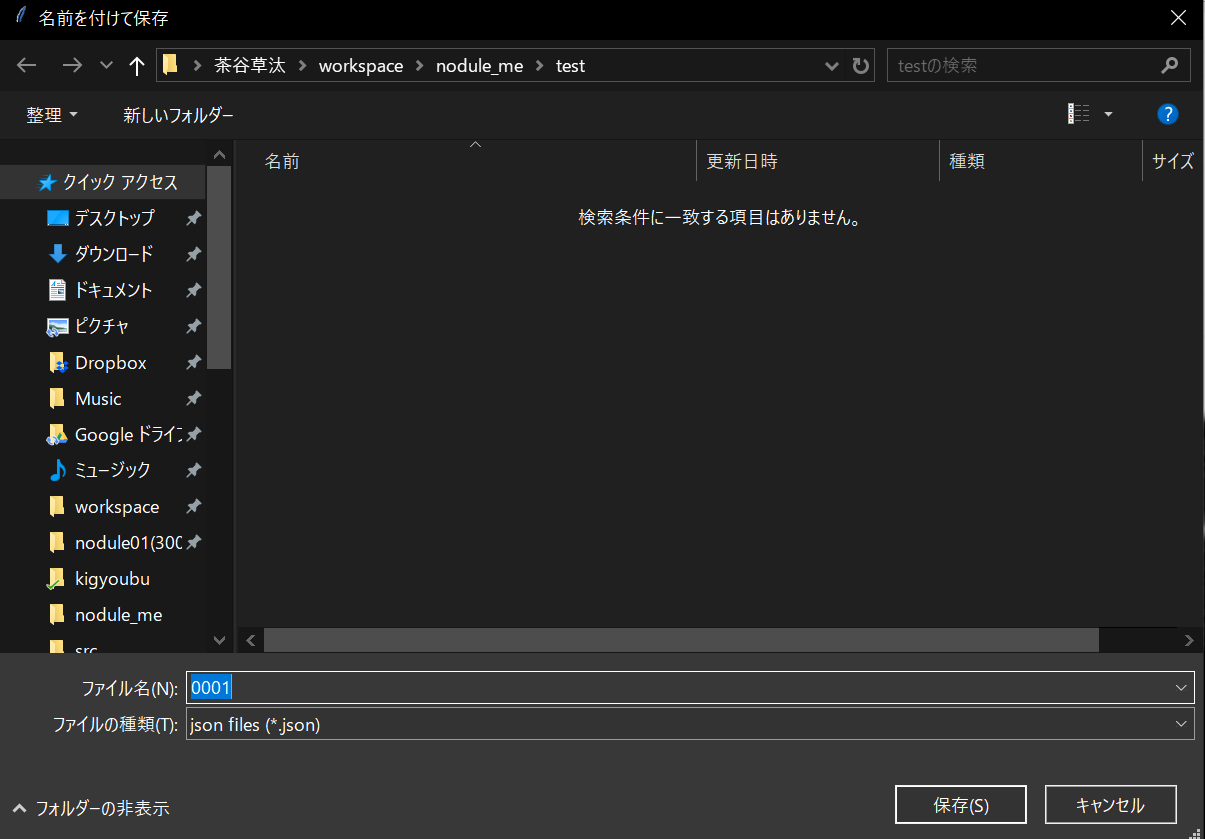 名前を付けて保存
茶谷草汰 workspace nodule_me test
testの検索
整理 新しいフォルダー
?
名前 更新日時 種類 サイズ
検索条件に一致する項目はありません。
クイック アクセス
デスクトップ
ダウンロード
ドキュメント
ピクチャ
Dropbox
Music
Google ドライブ
ミュージック
workspace
nodule01(300
kigyoubu
nodule_me
src
ファイル名(N): 0001
ファイルの種類(T): json files (*.json)
フォルダーの非表示
保存(S) キャンセル